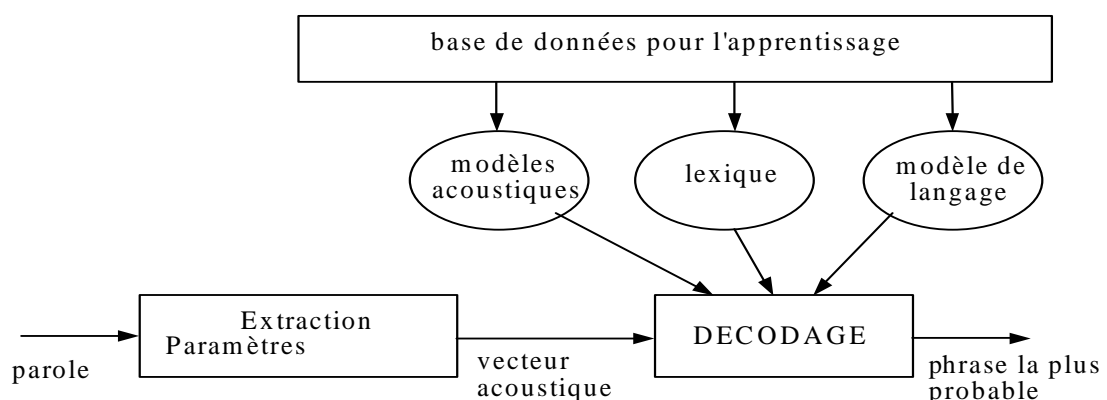 base de données pour l'apprentissage
modèles
acoustiques
lexique
modèle de
langage
Extraction
Paramètres
DECODAGE
parole
vecteur
acoustique
phrase la plus
probable